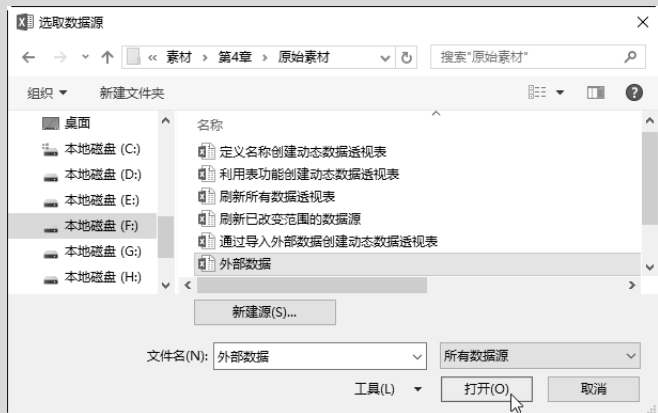 选取数据源
« 素材 › 第4章 › 原始素材
搜索"原始素材"
组织
新建文件夹
桌面
本地磁盘 (C:)
本地磁盘 (D:)
本地磁盘 (E:)
本地磁盘 (F:)
本地磁盘 (G:)
本地磁盘 (H:)
名称
定义名称创建动态数据透视表
利用表功能创建动态数据透视表
刷新所有数据透视表
刷新已改变范围的数据源
通过导入外部数据创建动态数据透视表
外部数据
新建源(S)...
文件名(N): 外部数据
所有数据源
工具(L)
打开(O)
取消